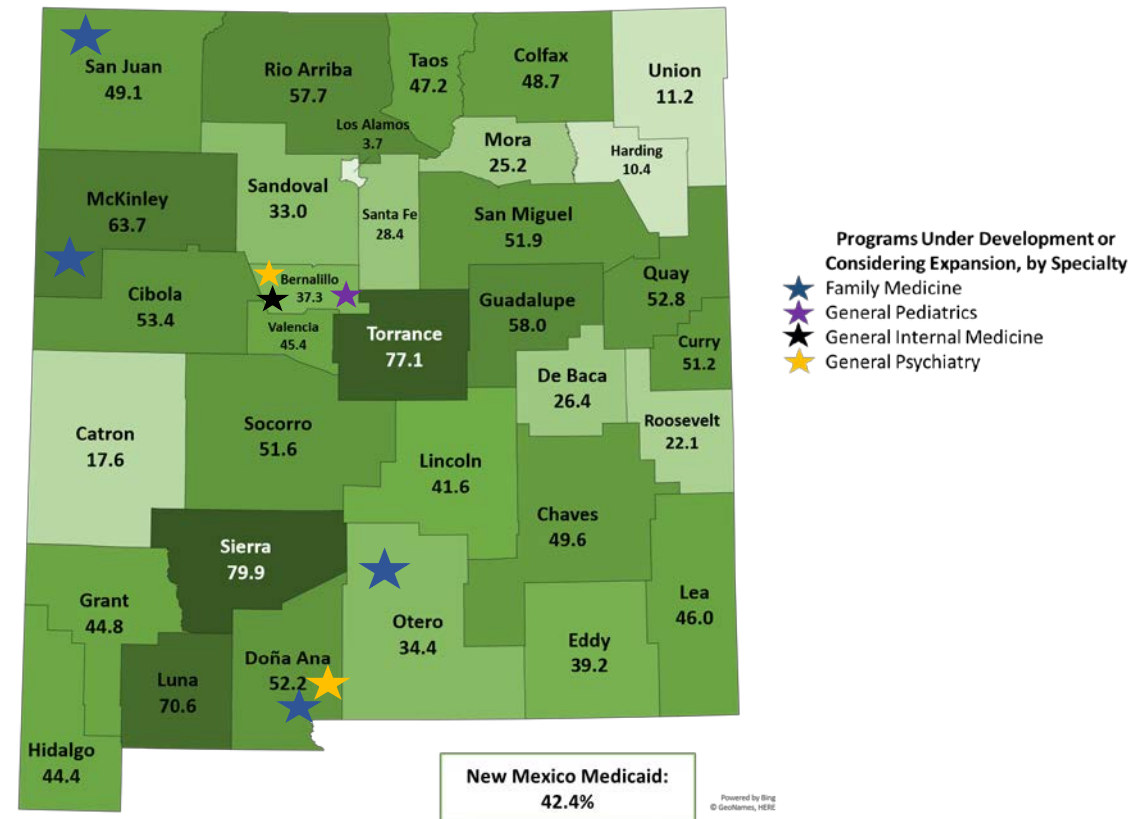 San Juan
49.1
Rio Arriba
57.7
Taos
47.2
Colfax
48.7
Union
11.2
Los Alamos
3.7
Mora
25.2
Harding
10.4
McKinley
63.7
Sandoval
33.0
Santa Fe
28.4
San Miguel
51.9
Cibola
53.4
Bernalillo
37.3
Valencia
45.4
Torrance
77.1
Guadalupe
58.0
Quay
52.8
Curry
51.2
De Baca
26.4
Roosevelt
22.1
Catron
17.6
Socorro
51.6
Lincoln
41.6
Chaves
49.6
Sierra
79.9
Grant
44.8
Otero
34.4
Lea
46.0
Eddy
39.2
Doña Ana
52.2
Luna
70.6
Hidalgo
44.4
Programs Under Development or
Considering Expansion, by Specialty
Family Medicine
General Pediatrics
General Internal Medicine
General Psychiatry
New Mexico Medicaid:
42.4%
Powered by Bing
© GeoNames, HERE